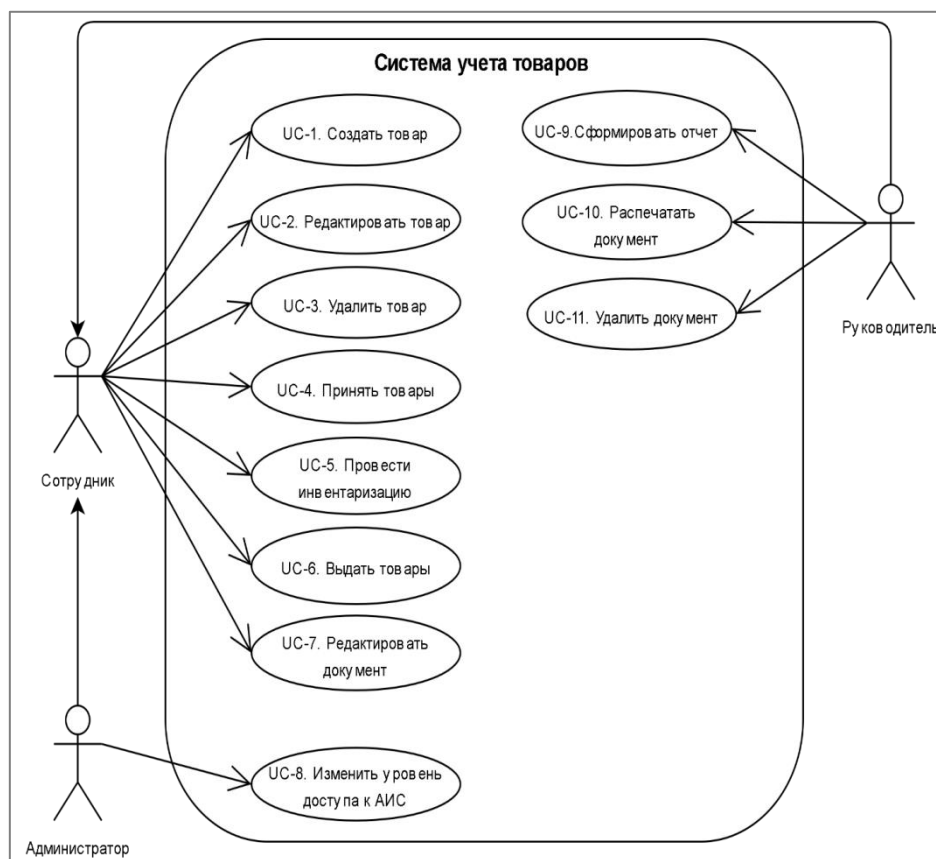 Система учета товаров
UC-1. Создать товар
UC-2. Редактировать товар
UC-3. Удалить товар
UC-4. Принять товары
UC-5. Провести
инвентаризацию
UC-6. Выдать товары
UC-7. Редактировать
документ
UC-8. Изменить уровень
доступа к АИС
UC-9.Сформировать отчет
UC-10. Распечатать
документ
UC-11. Удалить документ
Сотрудник
Администратор
Руководитель